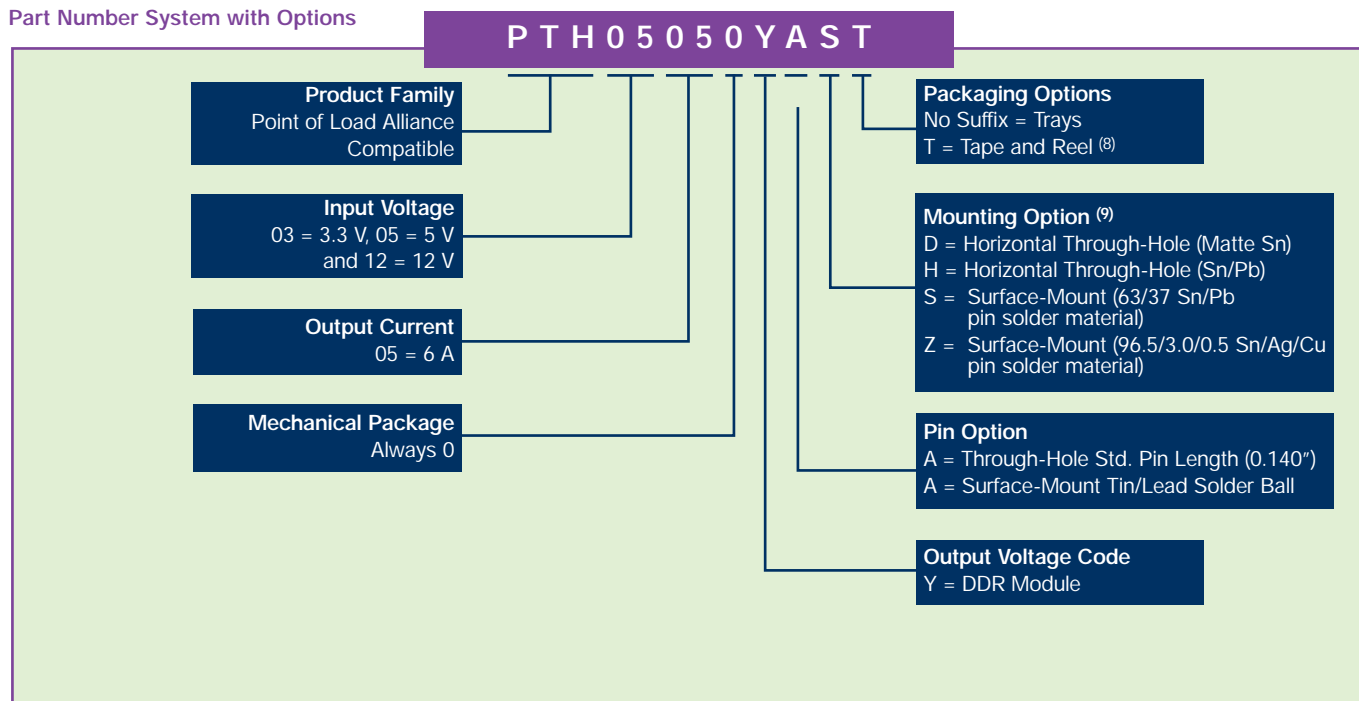 Part Number System with Options
PTH05050YAST
Product Family
Point of Load Alliance
Compatible
Input Voltage
03 = 3.3 V, 05 = 5 V
and 12 = 12 V
Output Current
05 = 6 A
Mechanical Package
Always 0
Packaging Options
No Suffix = Trays
T = Tape and Reel (8)
Mounting Option (9)
D = Horizontal Through-Hole (Matte Sn)
H = Horizontal Through-Hole (Sn/Pb)
S = Surface-Mount (63/37 Sn/Pb
pin solder material)
Z = Surface-Mount (96.5/3.0/0.5 Sn/Ag/Cu
pin solder material)
Pin Option
A = Through-Hole Std. Pin Length (0.140″)
A = Surface-Mount Tin/Lead Solder Ball
Output Voltage Code
Y = DDR Module